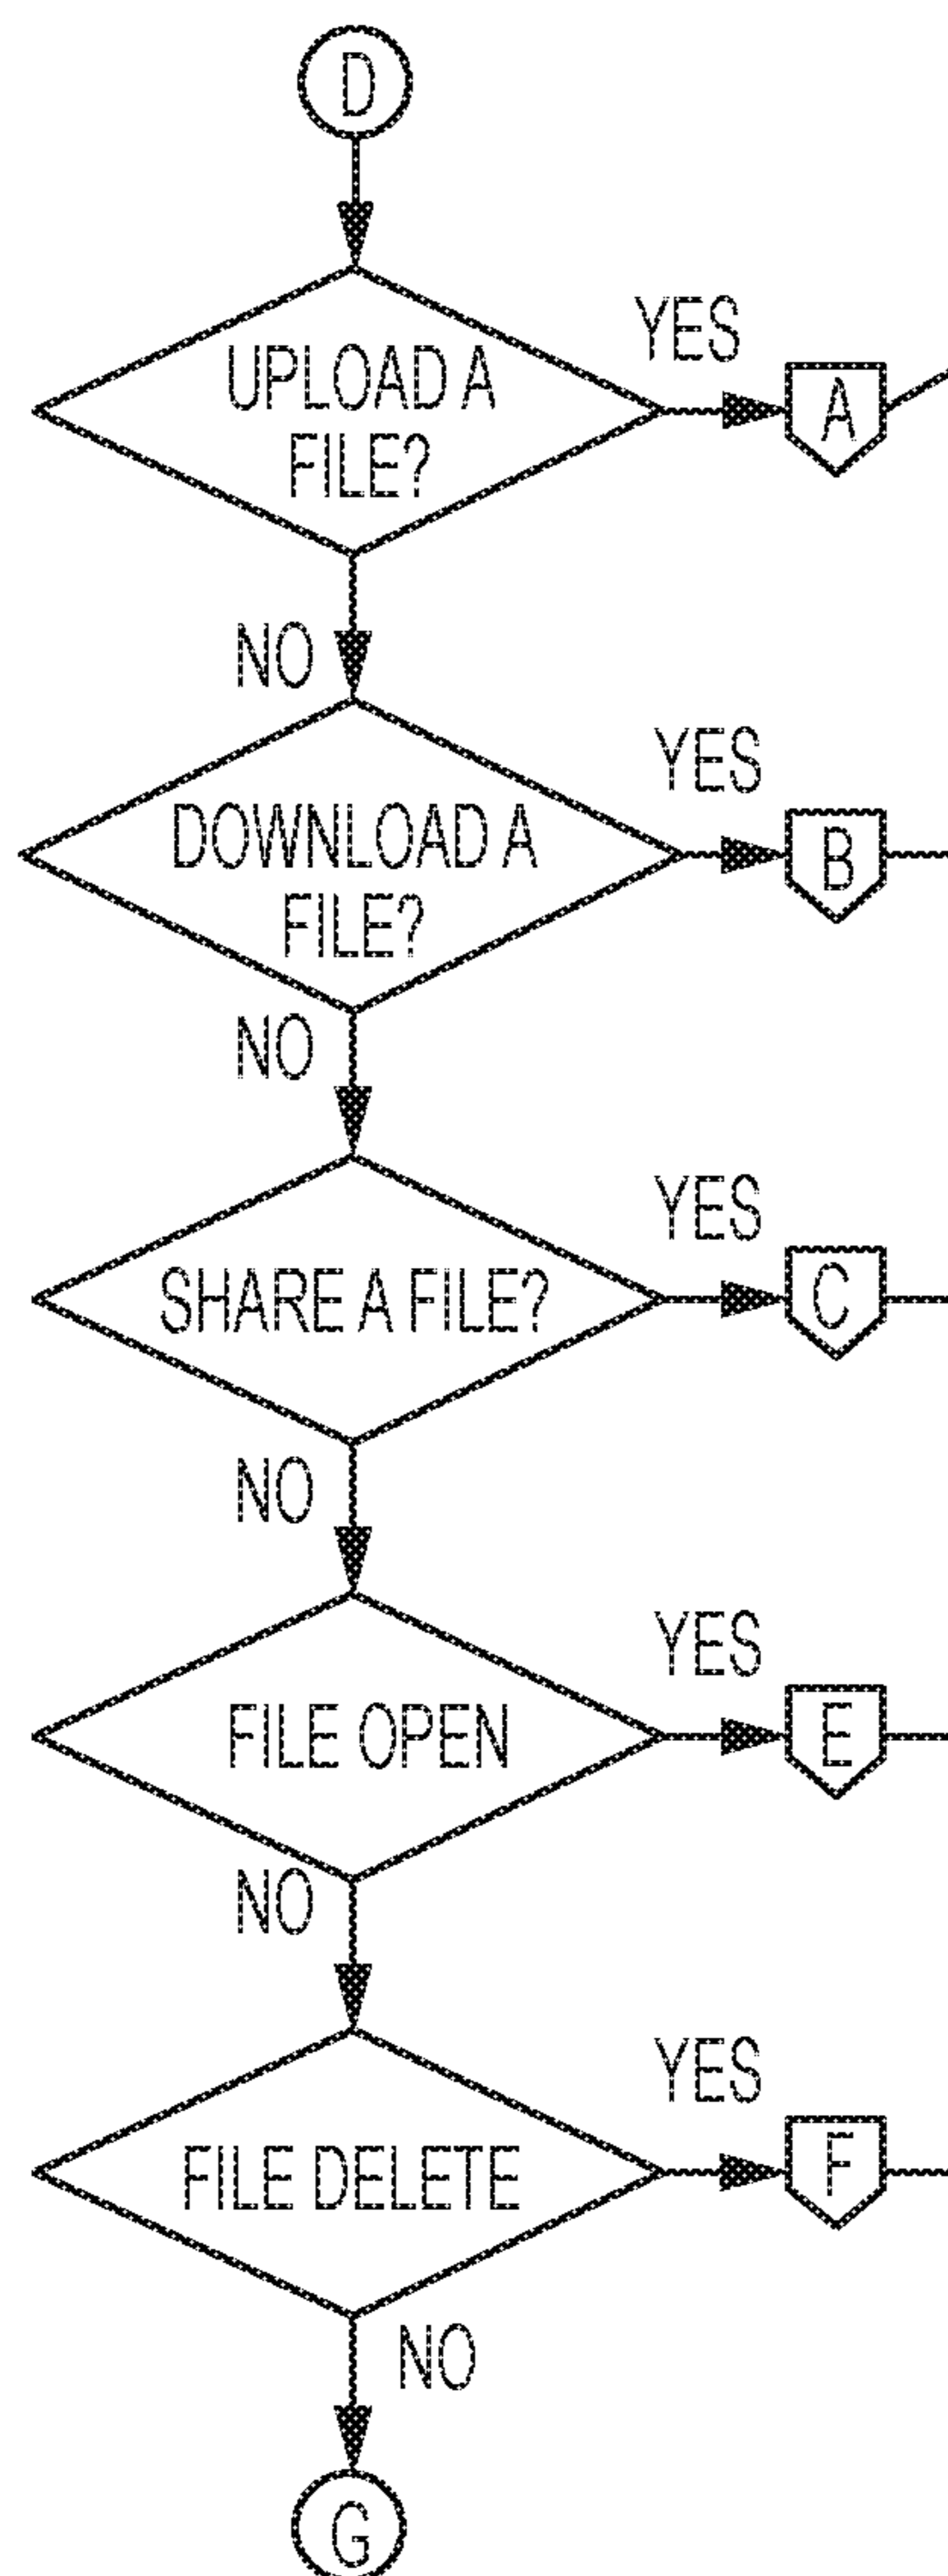 D
UPLOAD A
FILE?
YES
A
NO
DOWNLOAD A
FILE?
YES
B
NO
SHARE A FILE?
YES
C
NO
FILE OPEN
YES
E
NO
FILE DELETE
YES
F
NO
G